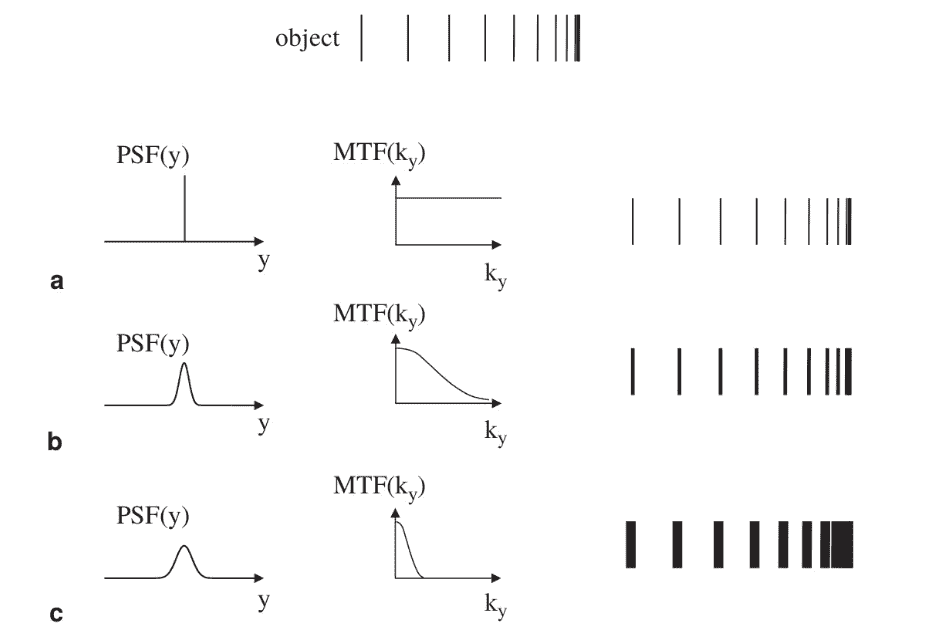 object
PSF(y)
MTF(k_y)
y
k_y
a
PSF(y)
MTF(k_y)
y
k_y
b
PSF(y)
MTF(k_y)
y
k_y
c